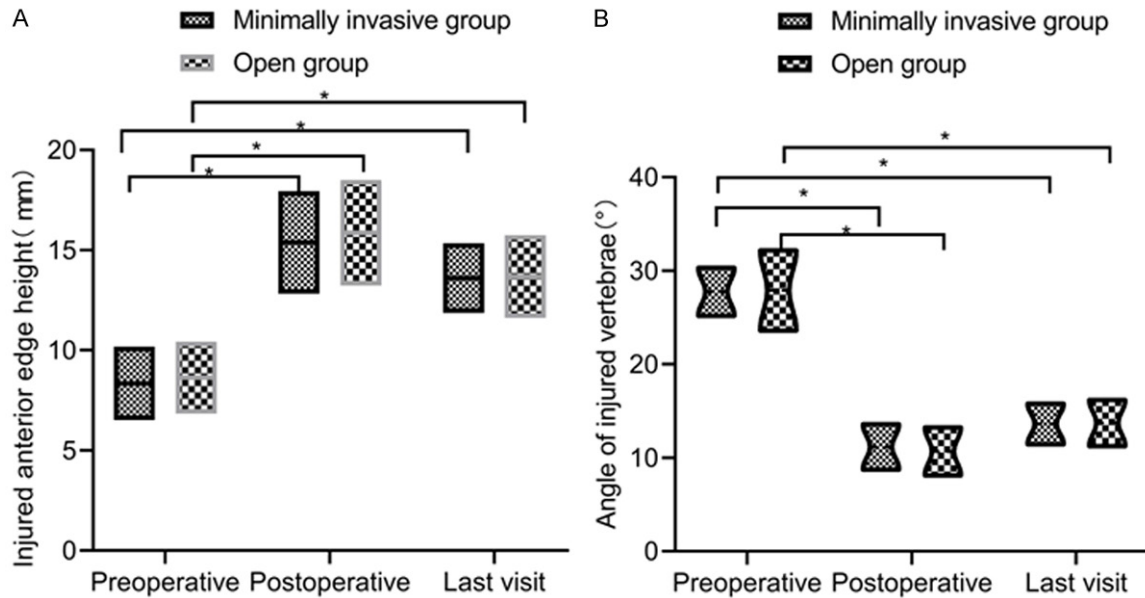 A
Minimally invasive group
Open group
*
*
*
*
20
15
10
5
0
Injured anterior edge height( mm)
Preoperative Postoperative Last visit
B
Minimally invasive group
Open group
*
*
*
*
40
30
20
10
0
Angle of injured vertebrae(°)
Preoperative Postoperative Last visit